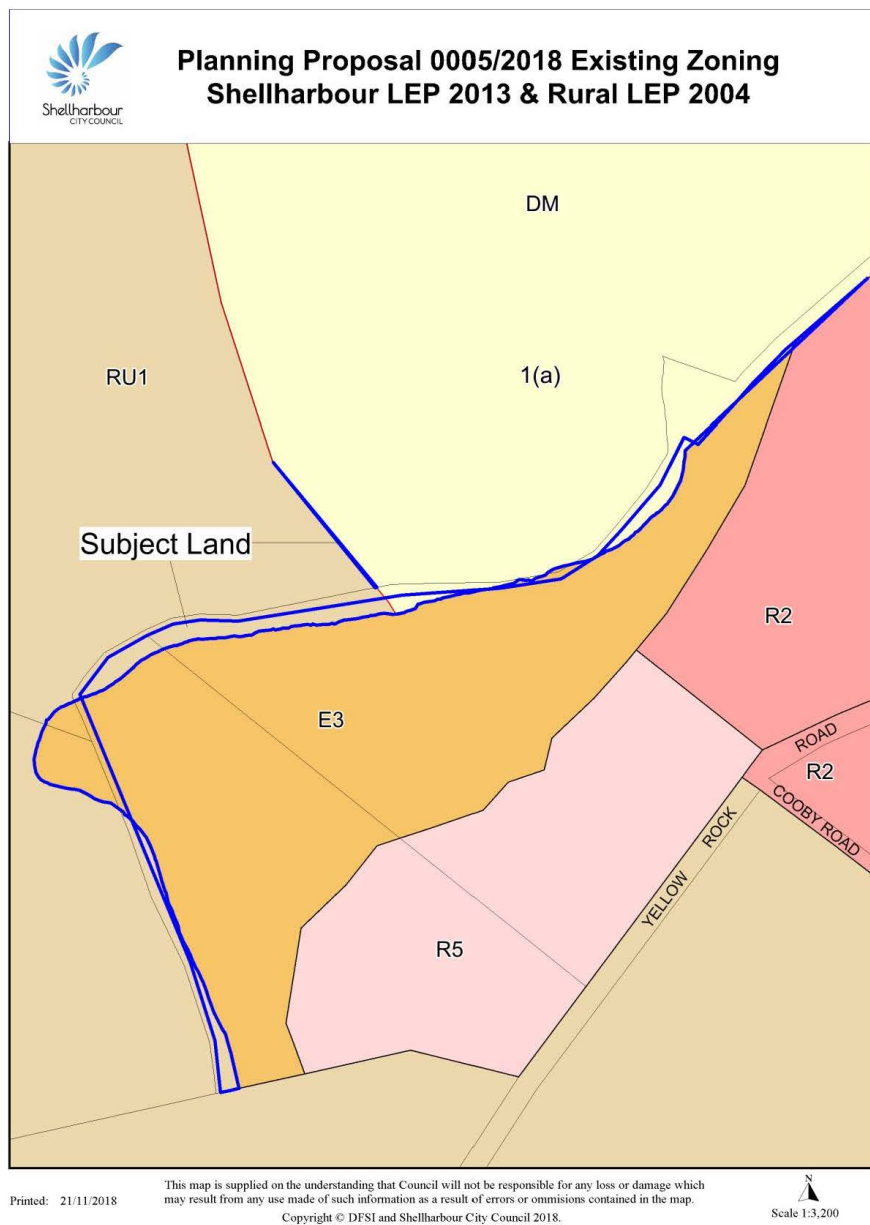 Shellharbour
CITY COUNCIL
Planning Proposal 0005/2018 Existing Zoning
Shellharbour LEP 2013 & Rural LEP 2004
DM
RU1
1(a)
Subject Land
R2
E3
ROAD
R2
COOBY ROAD
YELLOW ROCK
R5
Printed: 21/11/2018
This map is supplied on the understanding that Council will not be responsible for any loss or damage which
may result from any use made of such information as a result of errors or ommisions contained in the map.
Copyright © DFSI and Shellharbour City Council 2018.
N
Scale 1:3,200